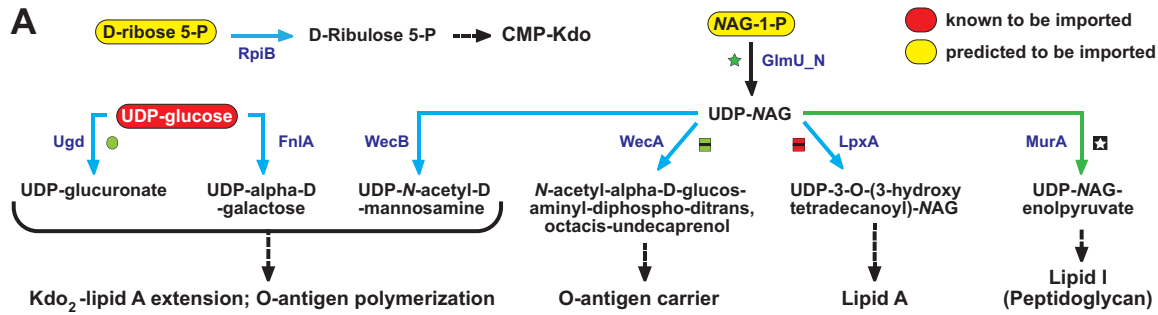 A
D-ribose 5-P
RpiB
D-Ribulose 5-P
CMP-Kdo
NAG-1-P
GlmU_N
known to be imported
predicted to be imported
UDP-glucose
UDP-NAG
Ugd
FnlA
WecB
WecA
LpxA
MurA
UDP-glucuronate
UDP-alpha-D
-galactose
UDP-N-acetyl-D
-mannosamine
N-acetyl-alpha-D-glucos-
aminyl-diphospho-ditrans,
octacis-undecaprenol
UDP-3-O-(3-hydroxy
tetradecanoyl)-NAG
UDP-NAG-
enolpyruvate
Kdo2-lipid A extension; O-antigen polymerization
O-antigen carrier
Lipid A
Lipid I
(Peptidoglycan)